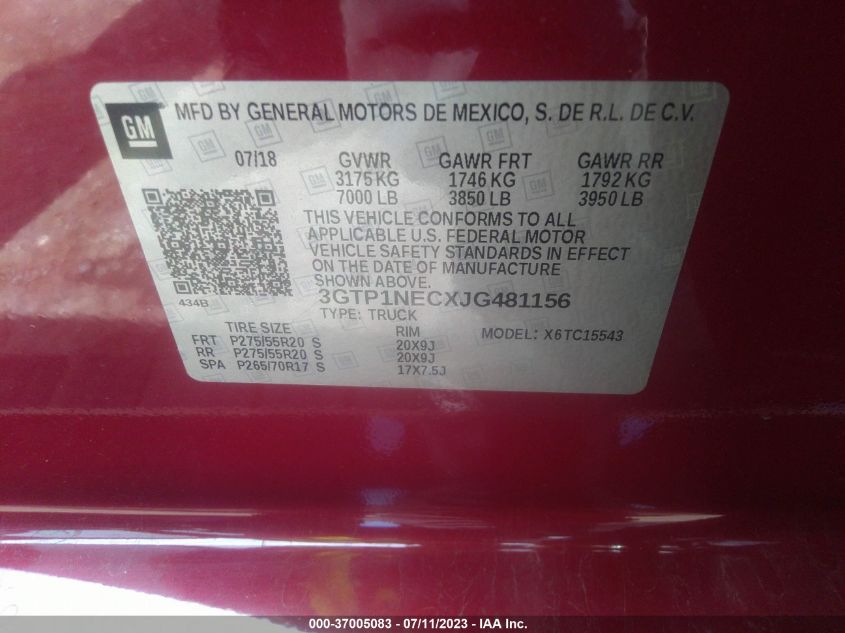 GM
MFD BY GENERAL MOTORS DE MEXICO, S. DE R.L. DE C.V.
07/18 GVWR GAWR FRT GAWR RR
3175 KG 1746 KG 1792 KG
7000 LB 3850 LB 3950 LB
THIS VEHICLE CONFORMS TO ALL
APPLICABLE U.S. FEDERAL MOTOR
VEHICLE SAFETY STANDARDS IN EFFECT
ON THE DATE OF MANUFACTURE
SHOWN ABOVE.
434B
3GTP1NECXJG481156
TYPE: TRUCK
TIRE SIZE RIM MODEL: X6TC15543
FRT P275/55R20 S 20X9J
RR P275/55R20 S 20X9J
SPA P265/70R17 S 17X7.5J
000-37005083 - 07/11/2023 - IAA Inc.